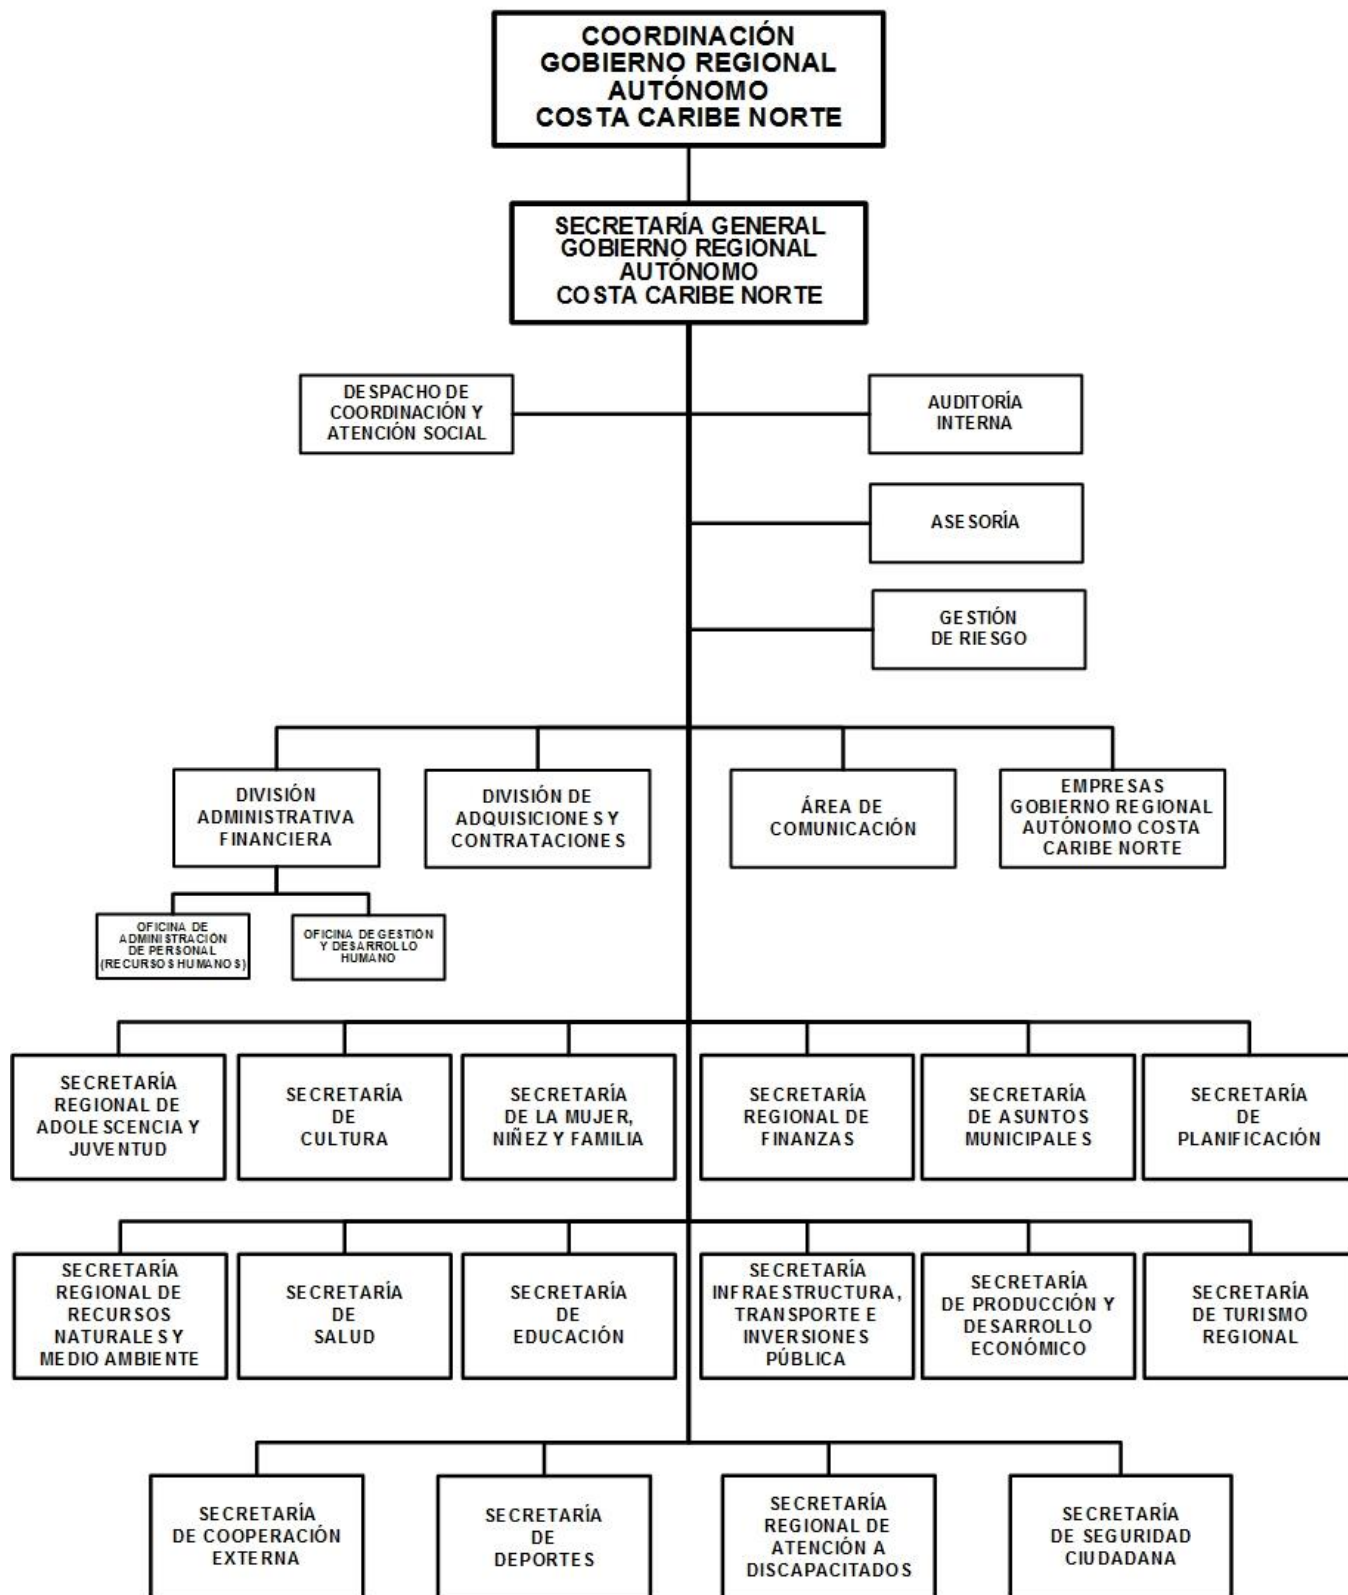 COORDINACIÓN
GOBIERNO REGIONAL
AUTÓNOMO
COSTA CARIBE NORTE
SECRETARÍA GENERAL
GOBIERNO REGIONAL
AUTÓNOMO
COSTA CARIBE NORTE
DESPACHO DE
COORDINACIÓN Y
ATENCIÓN SOCIAL
AUDITORÍA
INTERNA
ASESORÍA
GESTIÓN
DE RIESGO
DIVISIÓN
ADMINISTRATIVA
FINANCIERA
DIVISIÓN DE
ADQUISICIONES Y
CONTRATACIONES
ÁREA DE
COMUNICACIÓN
EMPRESAS
GOBIERNO REGIONAL
AUTÓNOMO COSTA
CARIBE NORTE
OFICINA DE
ADMINISTRACIÓN
DE PERSONAL
(RECURSOS HUMANOS)
OFICINA DE GESTIÓN
Y DESARROLLO
HUMANO
SECRETARÍA
REGIONAL DE
ADOLESCENCIA Y
JUVENTUD
SECRETARÍA
DE
CULTURA
SECRETARÍA
DE LA MUJER,
NIÑEZ Y FAMILIA
SECRETARÍA
REGIONAL DE
FINANZAS
SECRETARÍA
DE ASUNTOS
MUNICIPALES
SECRETARÍA
DE
PLANIFICACIÓN
SECRETARÍA
REGIONAL DE
RECURSOS
NATURALES Y
MEDIO AMBIENTE
SECRETARÍA
DE
SALUD
SECRETARÍA
DE
EDUCACIÓN
SECRETARÍA
INFRAESTRUCTURA,
TRANSPORTE E
INVERSIONES
PÚBLICA
SECRETARÍA
DE PRODUCCIÓN Y
DESARROLLO
ECONÓMICO
SECRETARÍA
DE TURISMO
REGIONAL
SECRETARÍA
DE COOPERACIÓN
EXTERNA
SECRETARÍA
DE
DEPORTES
SECRETARÍA
REGIONAL DE
ATENCIÓN A
DISCAPACITADOS
SECRETARÍA
DE SEGURIDAD
CIUDADANA